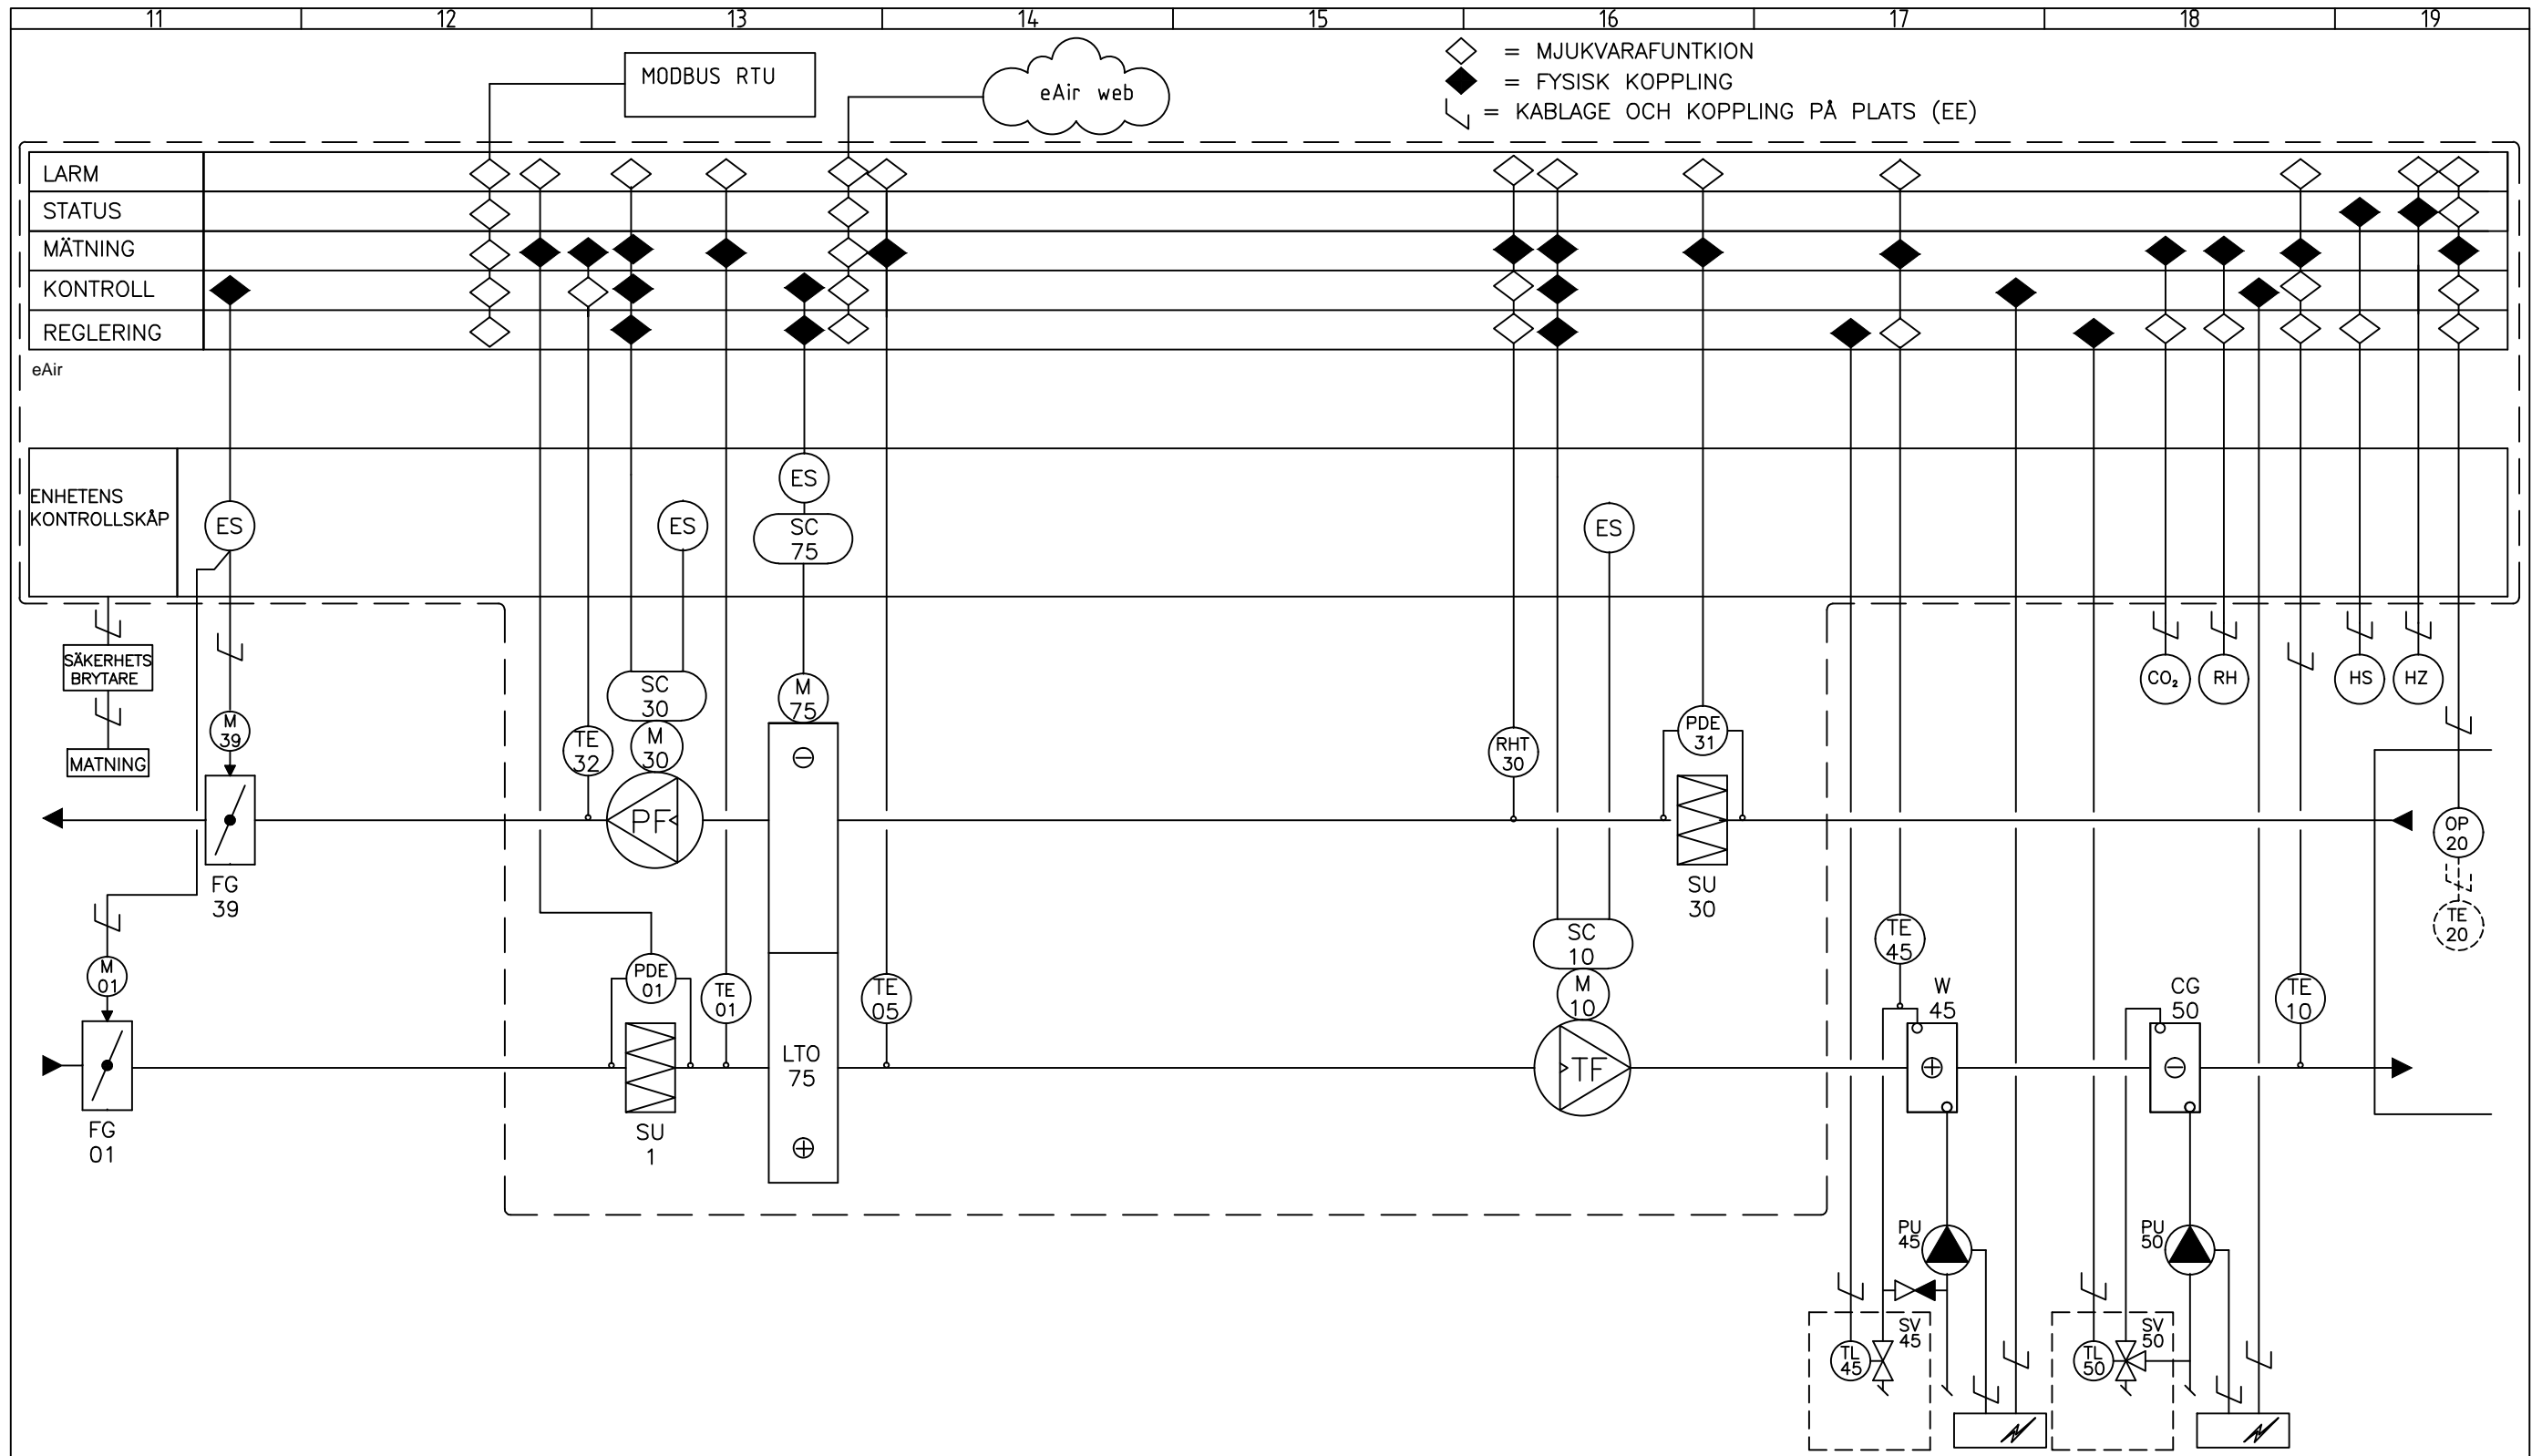 11 12 13 14 15 16 17 18 19
MODBUS RTU
eAir web
= MJUKVARAFUNTKION
= FYSISK KOPPLING
= KABLAGE OCH KOPPLING PÅ PLATS (EE)
LARM
STATUS
MÄTNING
KONTROLL
REGLERING
eAir
ENHETENS
KONTROLLSKÅP
ES
ES
ES
SC
75
ES
SÄKERHETS
BRYTARE
MATNING
M
39
TE
32
SC
30
M
30
M
75
RHT
30
PDE
31
CO₂
RH
HS
HZ
PF
FG
39
SU
30
OP
20
TE
20
M
01
PDE
01
TE
01
TE
05
SC
10
M
10
TE
45
W
45
CG
50
TE
10
LTO
75
TF
FG
01
SU
1
PU
45
PU
50
SV
45
TL
45
SV
50
TL
50